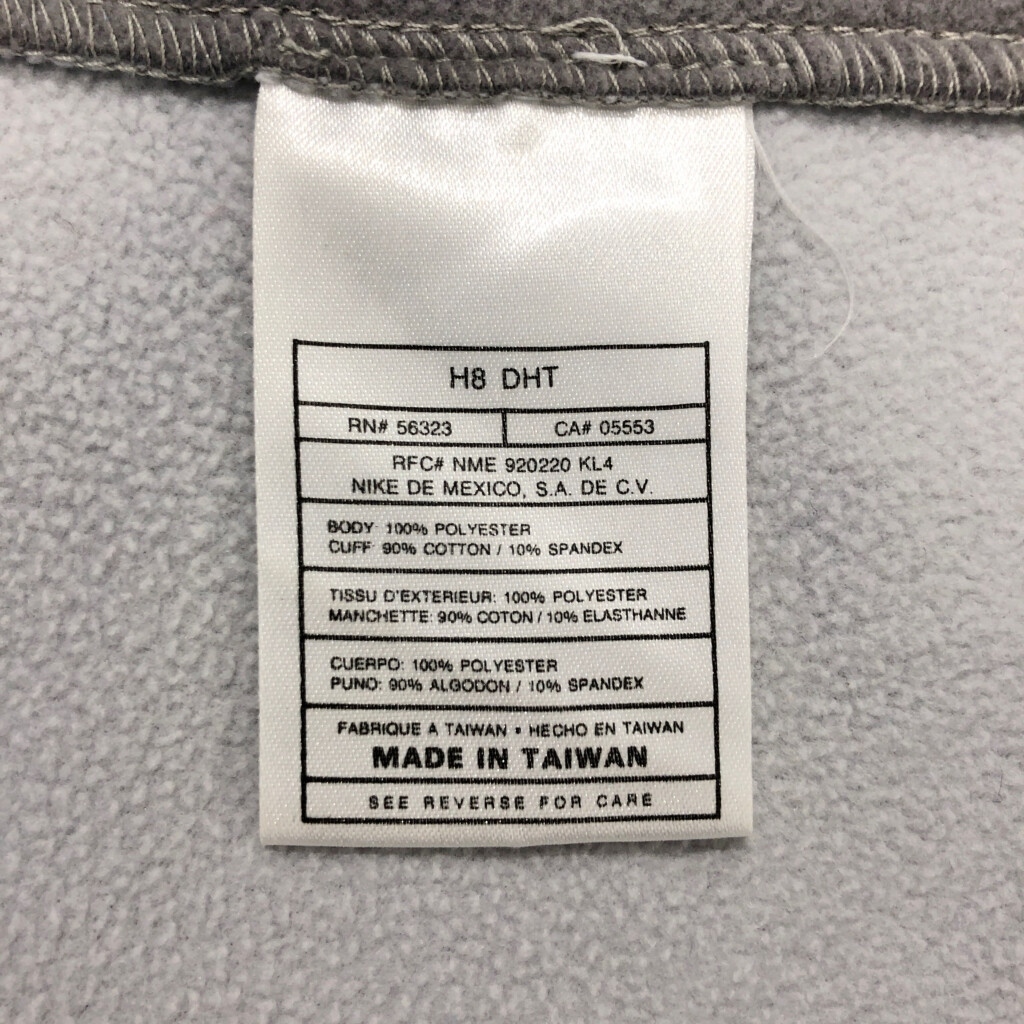 H8 DHT
RN# 56323 CA# 05553
RFC# NME 920220 KL4
NIKE DE MEXICO, S.A. DE C.V.
BODY: 100% POLYESTER
CUFF: 90% COTTON / 10% SPANDEX
TISSU D'EXTERIEUR: 100% POLYESTER
MANCHETTE: 90% COTON / 10% ELASTHANNE
CUERPO: 100% POLYESTER
PUNO: 90% ALGODON / 10% SPANDEX
FABRIQUE A TAIWAN • HECHO EN TAIWAN
MADE IN TAIWAN
SEE REVERSE FOR CARE